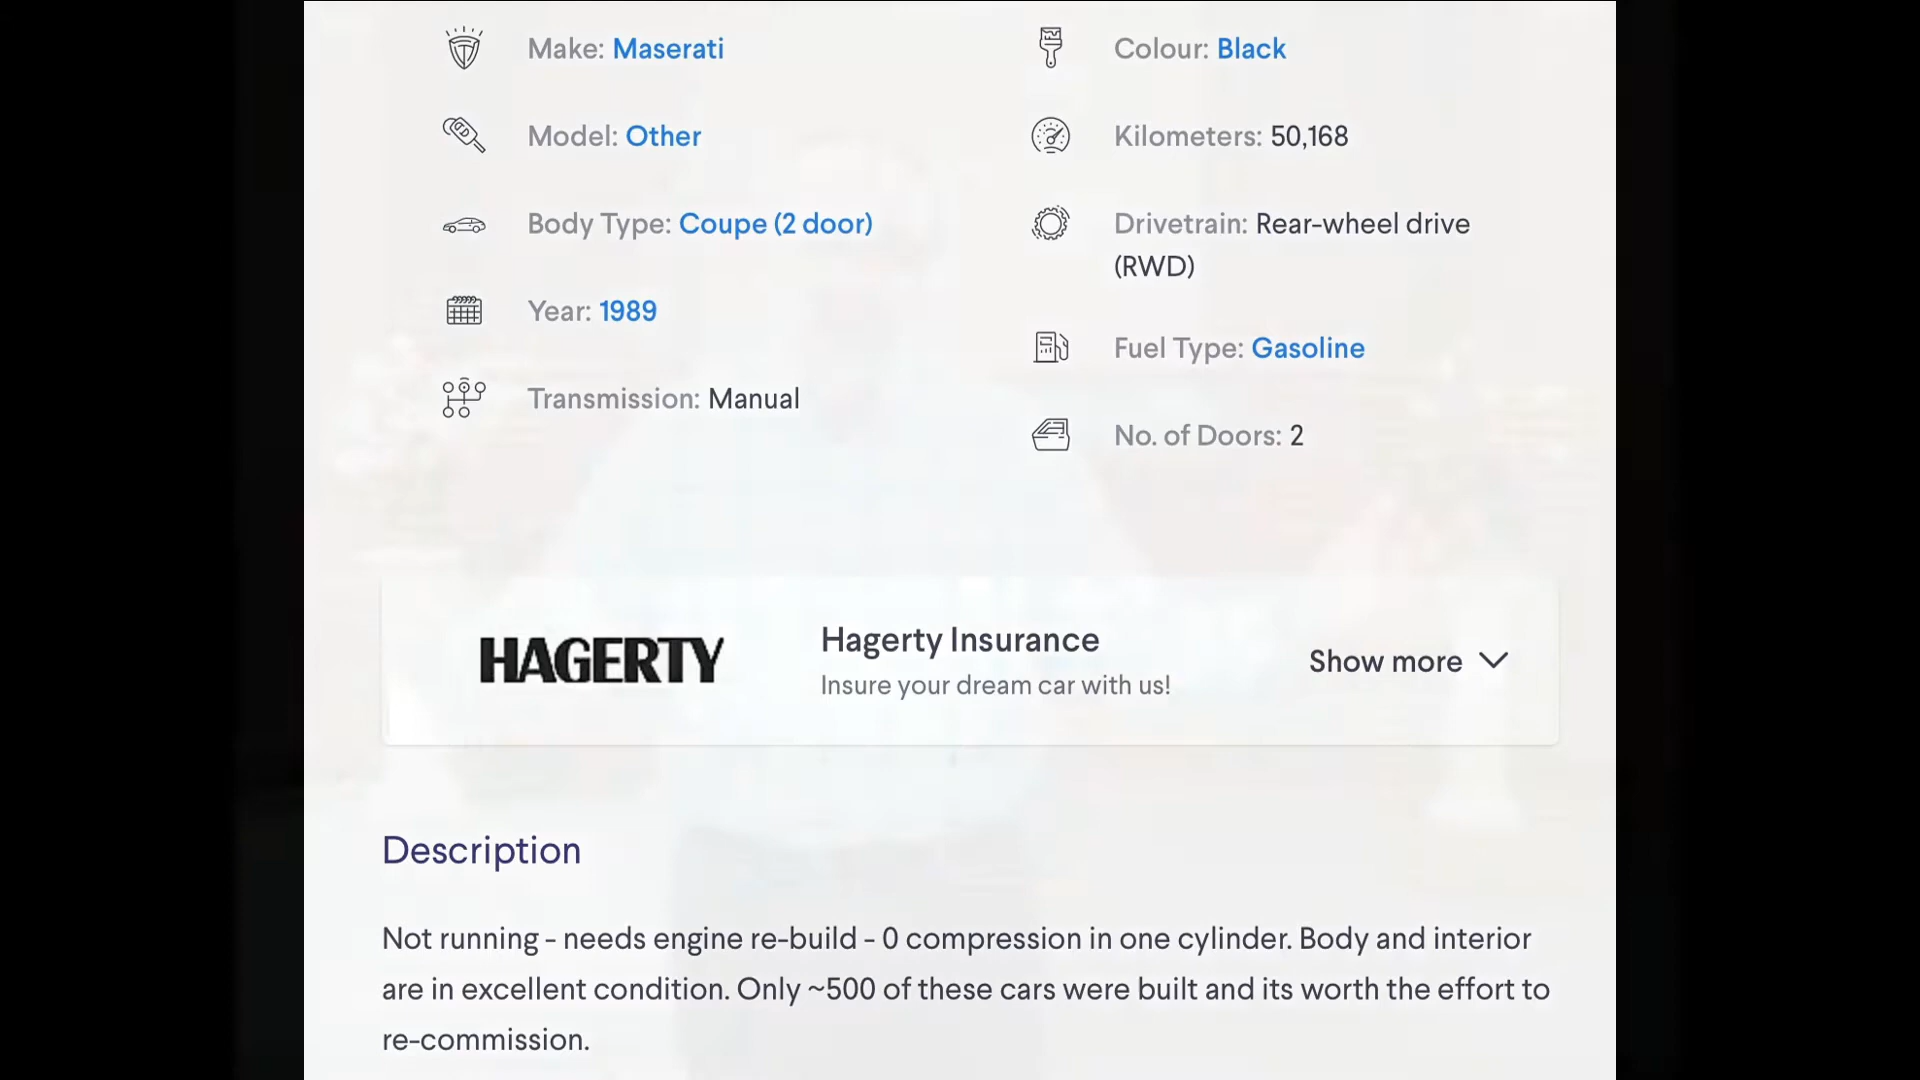 Make: Maserati
Model: Other
Body Type: Coupe (2 door)
Year: 1989
Transmission: Manual
Colour: Black
Kilometers: 50,168
Drivetrain: Rear-wheel drive
(RWD)
Fuel Type: Gasoline
No. of Doors: 2
HAGERTY
Hagerty Insurance
Insure your dream car with us!
Show more
Description
Not running - needs engine re-build - 0 compression in one cylinder. Body and interior
are in excellent condition. Only ~500 of these cars were built and its worth the effort to
re-commission.